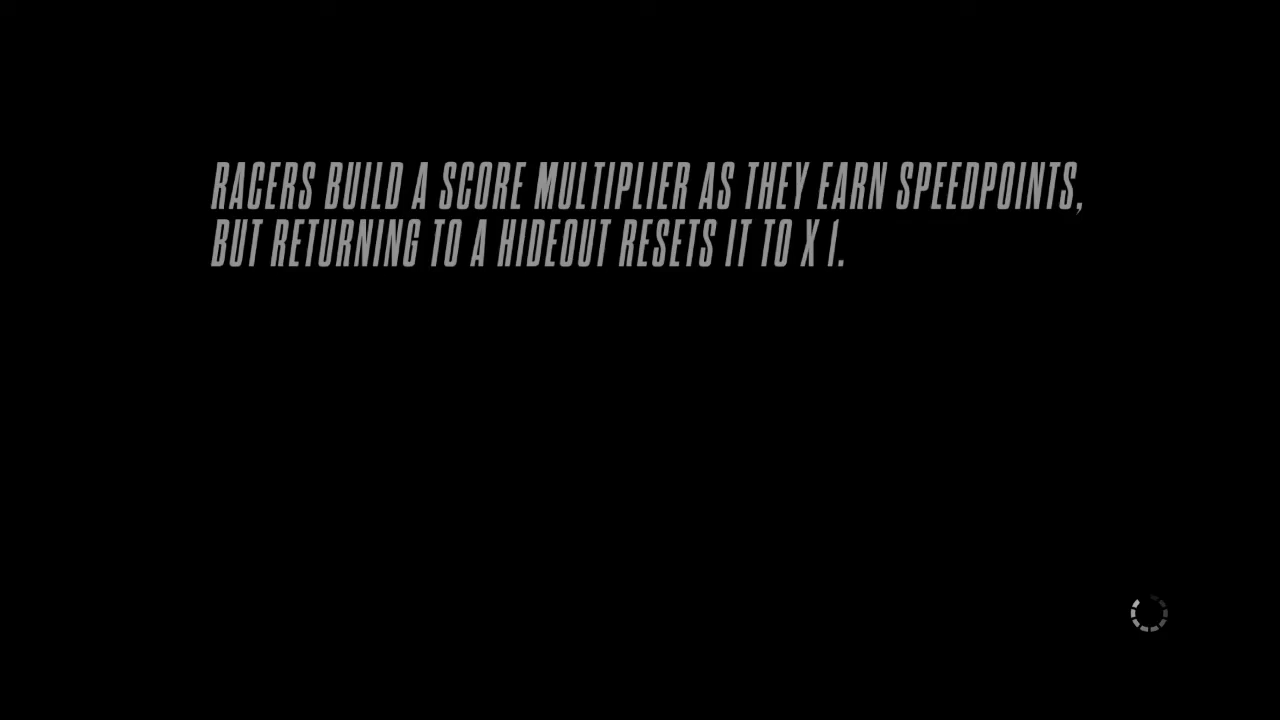 RACERS BUILD A SCORE MULTIPLIER AS THEY EARN SPEEDPOINTS,
BUT RETURNING TO A HIDEOUT RESETS IT TO X 1.